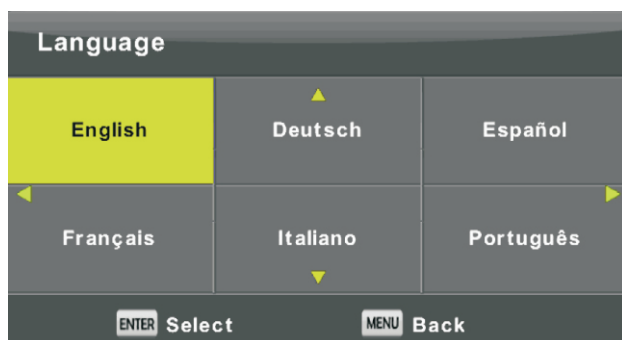 Language
English Deutsch Español
Français Italiano Português
ENTER Select MENU Back